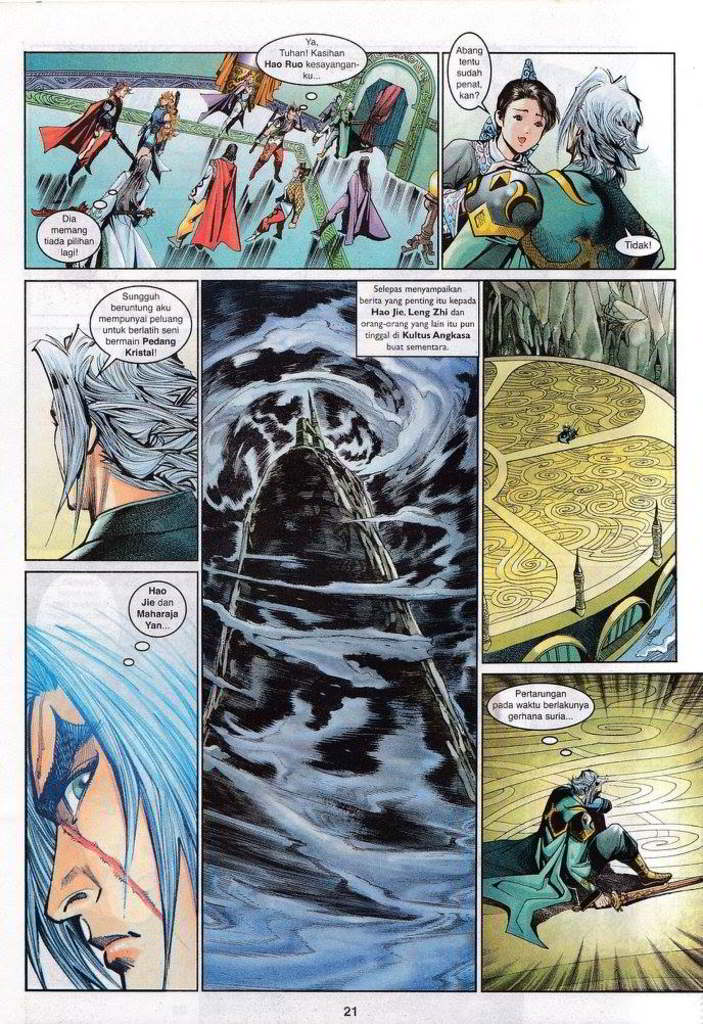 Ya,
Tuhan! Kasihan
Hao Ruo kesayangan-
ku...
Dia
memang
tiada pilihan
lagi!
Abang
tentu
sudah
penat,
kan?
Tidak!
Sungguh
beruntung aku
mempunyai peluang
untuk berlatih seni
bermain Pedang
Kristal!
Selepas menyampaikan
berita yang penting itu kepada
Hao Jie, Leng Zhi dan
orang-orang yang lain itu pun
tinggal di Kultus Angkasa
buat sementara.
Hao
Jie dan
Maharaja
Yan...
Pertarungan
pada waktu berlakunya
gerhana suria...
21